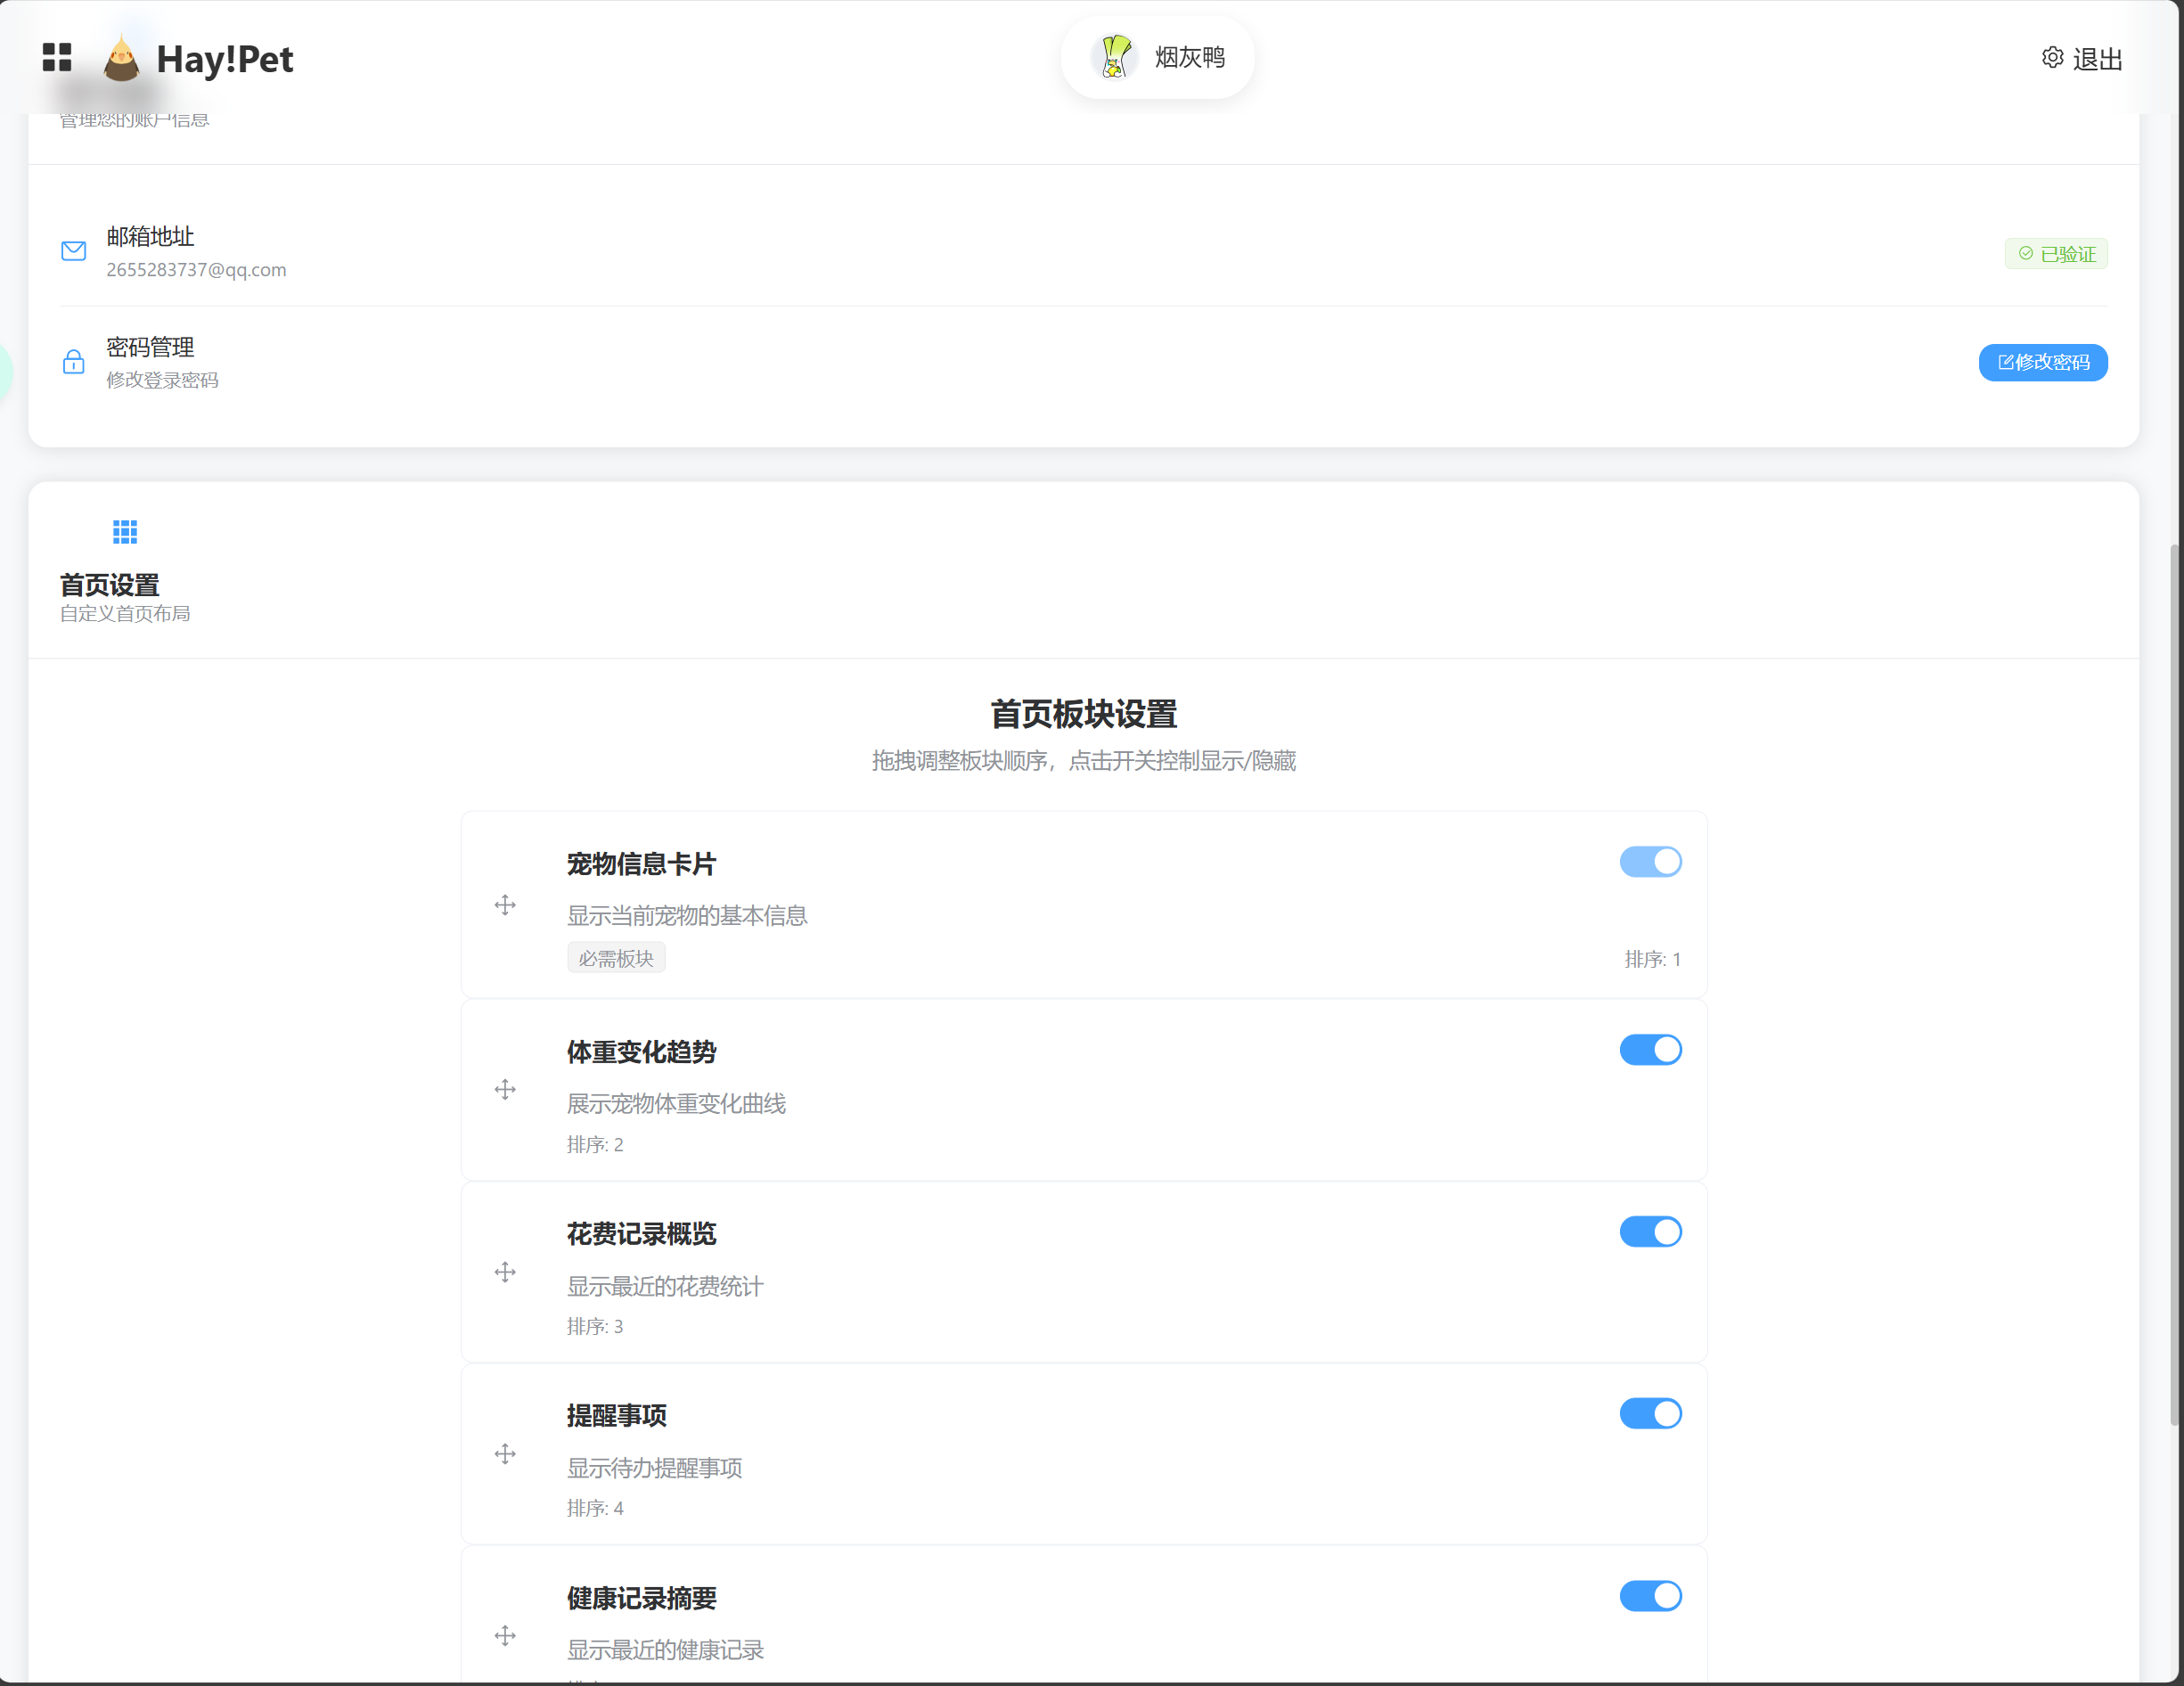 Hay!Pet
烟灰鸭
退出
管理您的账户信息
邮箱地址
2655283737@qq.com
已验证
密码管理
修改登录密码
修改密码
首页设置
自定义首页布局
首页板块设置
拖拽调整板块顺序，点击开关控制显示/隐藏
宠物信息卡片
显示当前宠物的基本信息
必需板块
排序: 1
体重变化趋势
展示宠物体重变化曲线
排序: 2
花费记录概览
显示最近的花费统计
排序: 3
提醒事项
显示待办提醒事项
排序: 4
健康记录摘要
显示最近的健康记录